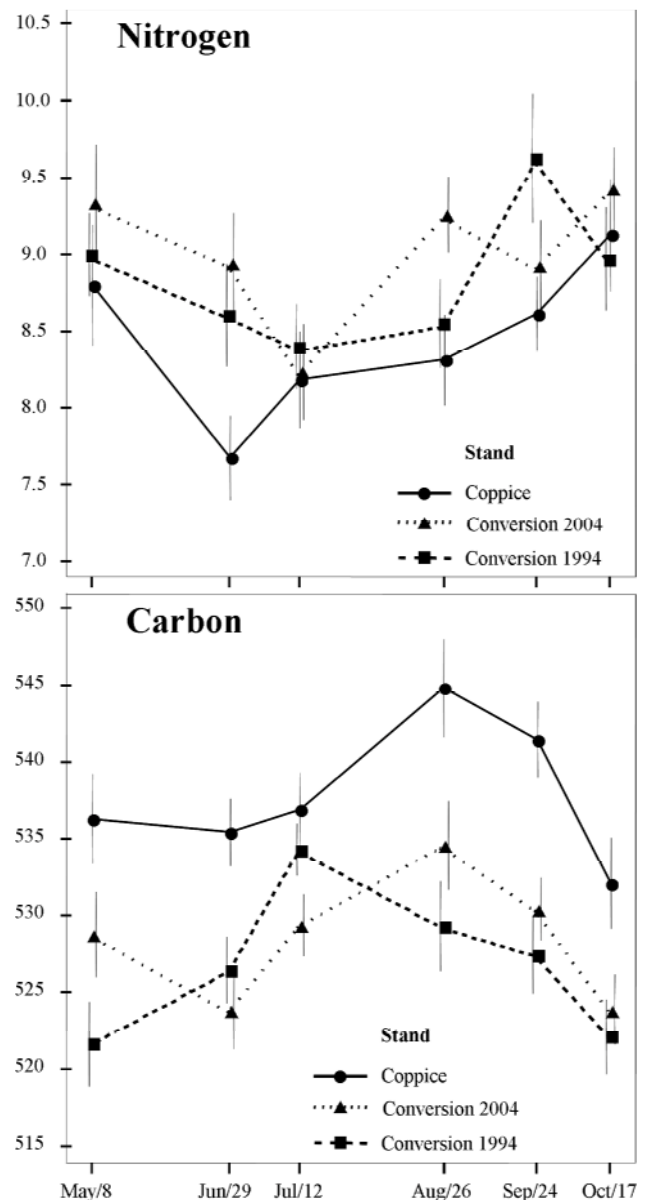 Nitrogen
10.5
10.0
9.5
9.0
8.5
8.0
7.5
7.0
Stand
Coppice
Conversion 2004
Conversion 1994
Carbon
550
545
540
535
530
525
520
515
Stand
Coppice
Conversion 2004
Conversion 1994
May/8 Jun/29 Jul/12 Aug/26 Sep/24 Oct/17